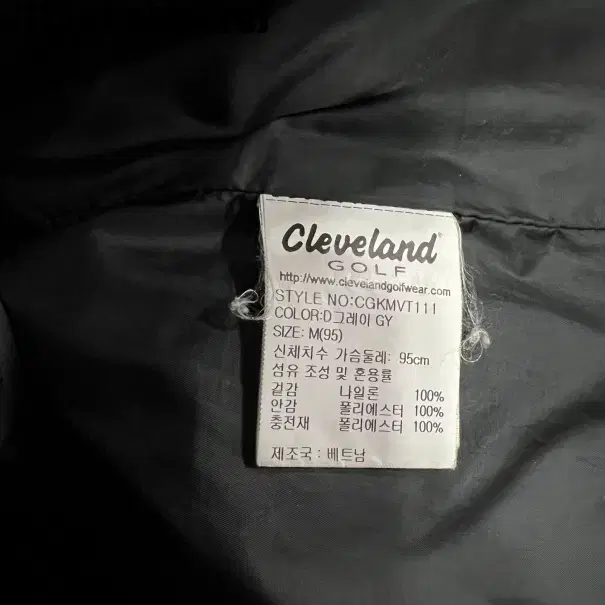 Cleveland
GOLF
http://www.clevelandgolfwear.com
STYLE NO:CGKMVT111
COLOR:D그레이 GY
SIZE: M(95)
신체치수 가슴둘레: 95cm
섬유 조성 및 혼용률
겉감 나일론 100%
안감 폴리에스터 100%
충전재 폴리에스터 100%
제조국 : 베트남